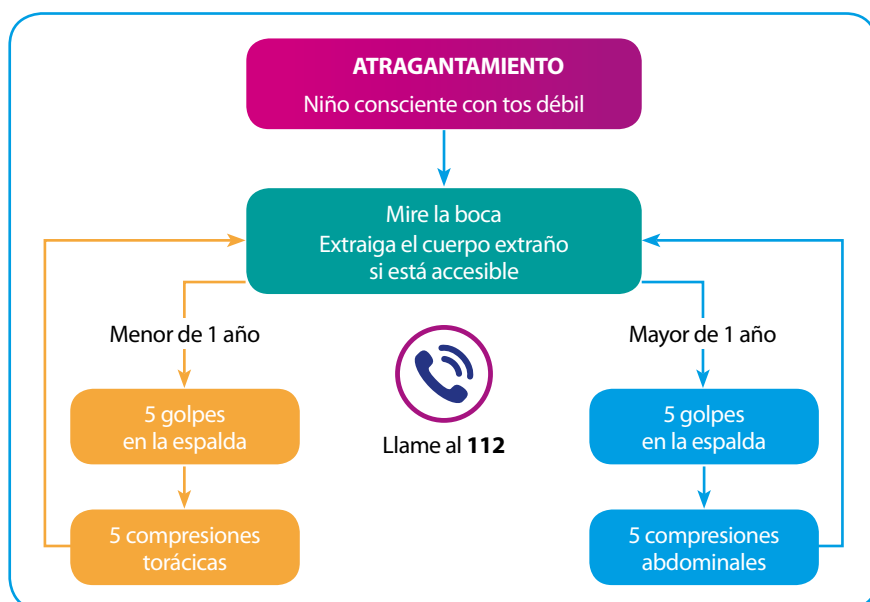 ATRAGANTAMIENTO
Niño consciente con tos débil
Mire la boca
Extraiga el cuerpo extraño
si está accesible
Menor de 1 año
Mayor de 1 año
5 golpes
en la espalda
5 golpes
en la espalda
Llame al 112
5 compresiones
torácicas
5 compresiones
abdominales